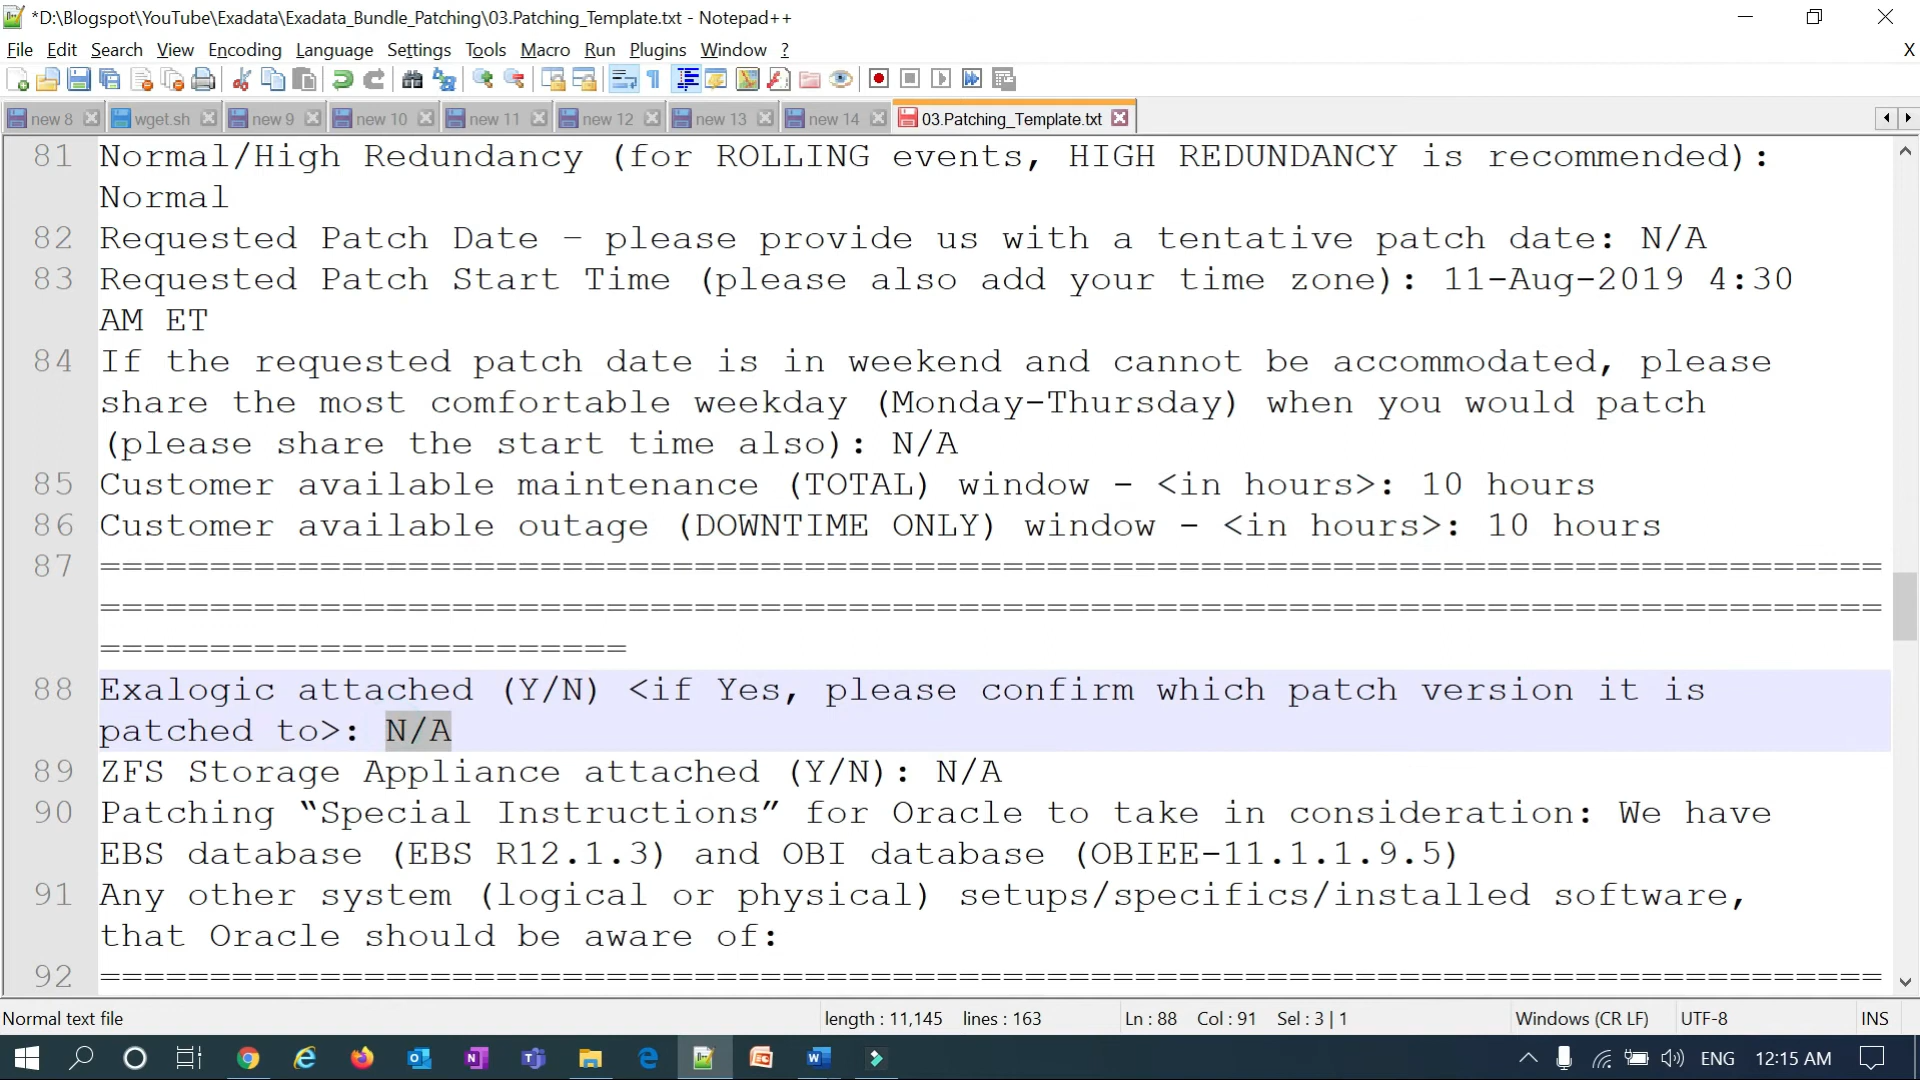 *D:\Blogspot\YouTube\Exadata\Exadata_Bundle_Patching\03.Patching_Template.txt - Notepad++
File Edit Search View Encoding Language Settings Tools Macro Run Plugins Window ? X
new 8 wget.sh new 9 new 10 new 11 new 12 new 13 new 14 03.Patching_Template.txt
81 Normal/High Redundancy (for ROLLING events, HIGH REDUNDANCY is recommended):
Normal
82 Requested Patch Date – please provide us with a tentative patch date: N/A
83 Requested Patch Start Time (please also add your time zone): 11-Aug-2019 4:30
AM ET
84 If the requested patch date is in weekend and cannot be accommodated, please
share the most comfortable weekday (Monday-Thursday) when you would patch
(please share the start time also): N/A
85 Customer available maintenance (TOTAL) window - <in hours>: 10 hours
86 Customer available outage (DOWNTIME ONLY) window - <in hours>: 10 hours
87 =================================================================================
=================================================================================
========================
88 Exalogic attached (Y/N) <if Yes, please confirm which patch version it is
patched to>: N/A
89 ZFS Storage Appliance attached (Y/N): N/A
90 Patching “Special Instructions” for Oracle to take in consideration: We have
EBS database (EBS R12.1.3) and OBI database (OBIEE-11.1.1.9.5)
91 Any other system (logical or physical) setups/specifics/installed software,
that Oracle should be aware of:
92 =================================================================================
Normal text file length : 11,145 lines : 163 Ln : 88 Col : 91 Sel : 3 | 1 Windows (CR LF) UTF-8 INS
ENG 12:15 AM